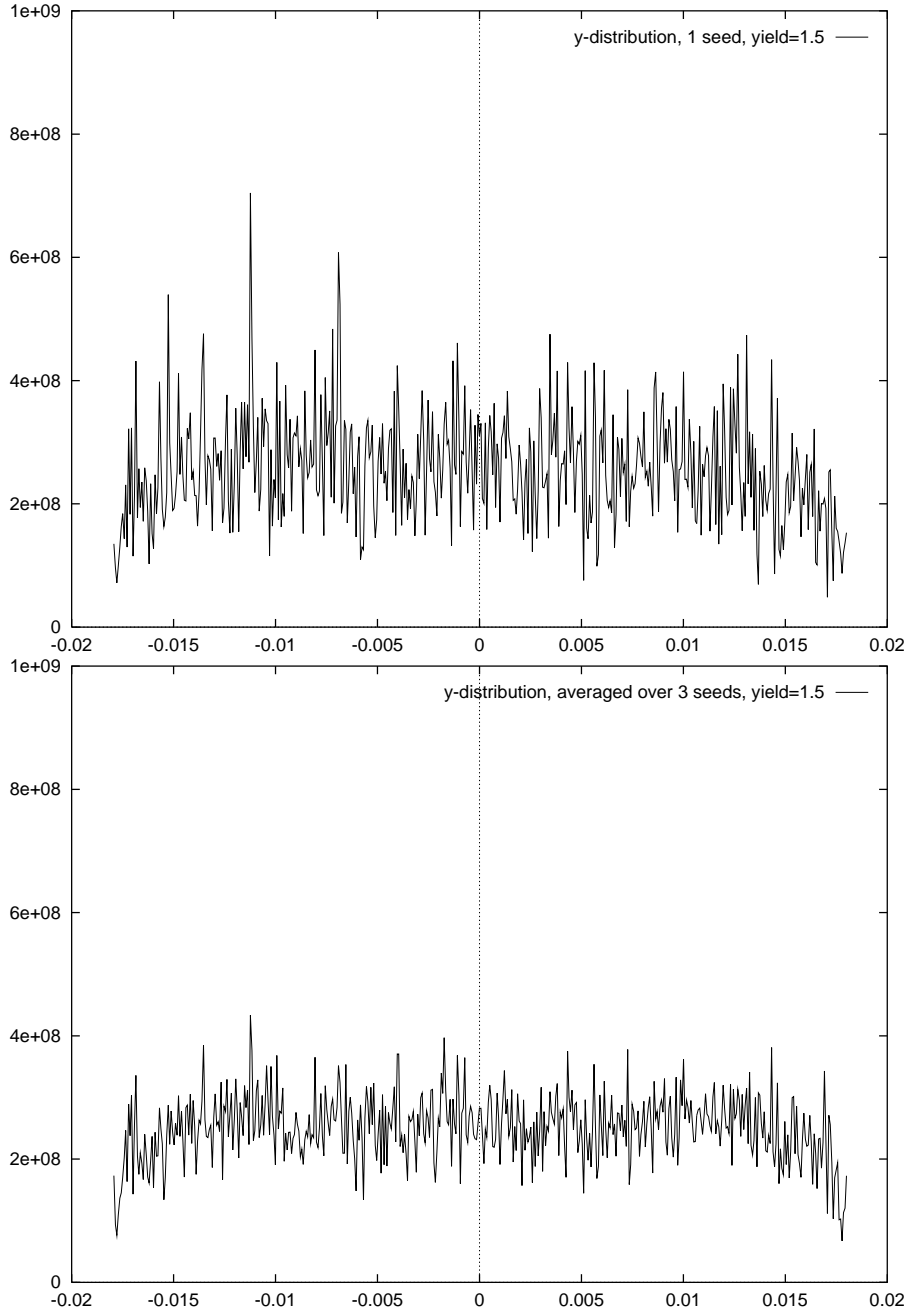 1e+09
y-distribution, 1 seed, yield=1.5
8e+08
6e+08
4e+08
2e+08
0
-0.02 -0.015 -0.01 -0.005 0 0.005 0.01 0.015 0.02
1e+09
y-distribution, averaged over 3 seeds, yield=1.5
8e+08
6e+08
4e+08
2e+08
0
-0.02 -0.015 -0.01 -0.005 0 0.005 0.01 0.015 0.02